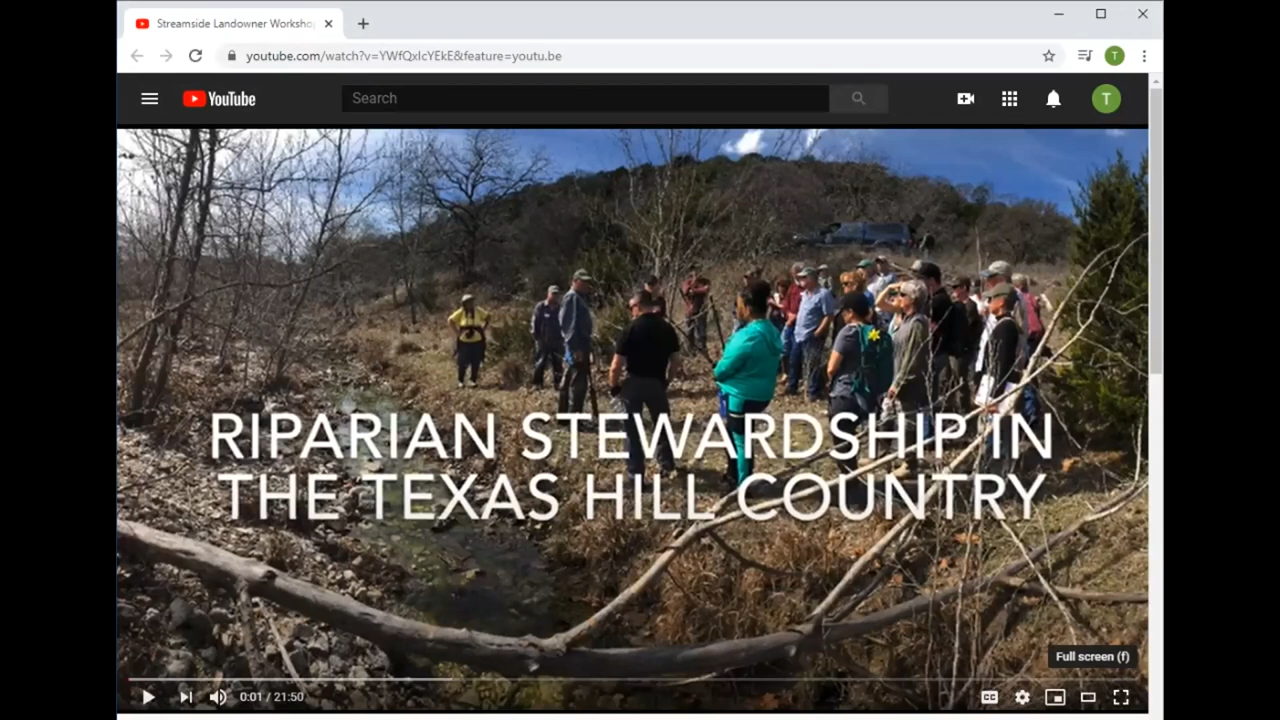 Streamside Landowner Worksho
youtube.com/watch?v=YWfQxIcYEkE&feature=youtu.be
T
YouTube
Search
T
RIPARIAN STEWARDSHIP IN
THE TEXAS HILL COUNTRY
Full screen (f)
0:01 / 21:50
CC